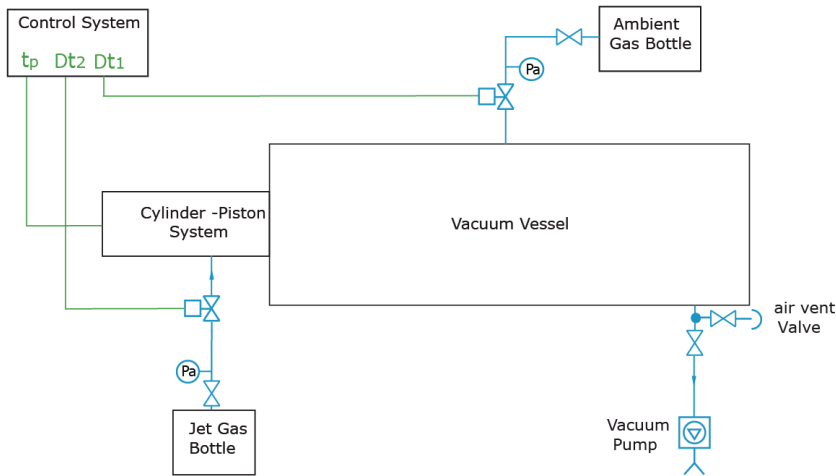 Control System
tp Dt2 Dt1
Ambient
Gas Bottle
Pa
Cylinder -Piston
System
Vacuum Vessel
air vent
Valve
Pa
Jet Gas
Bottle
Vacuum
Pump